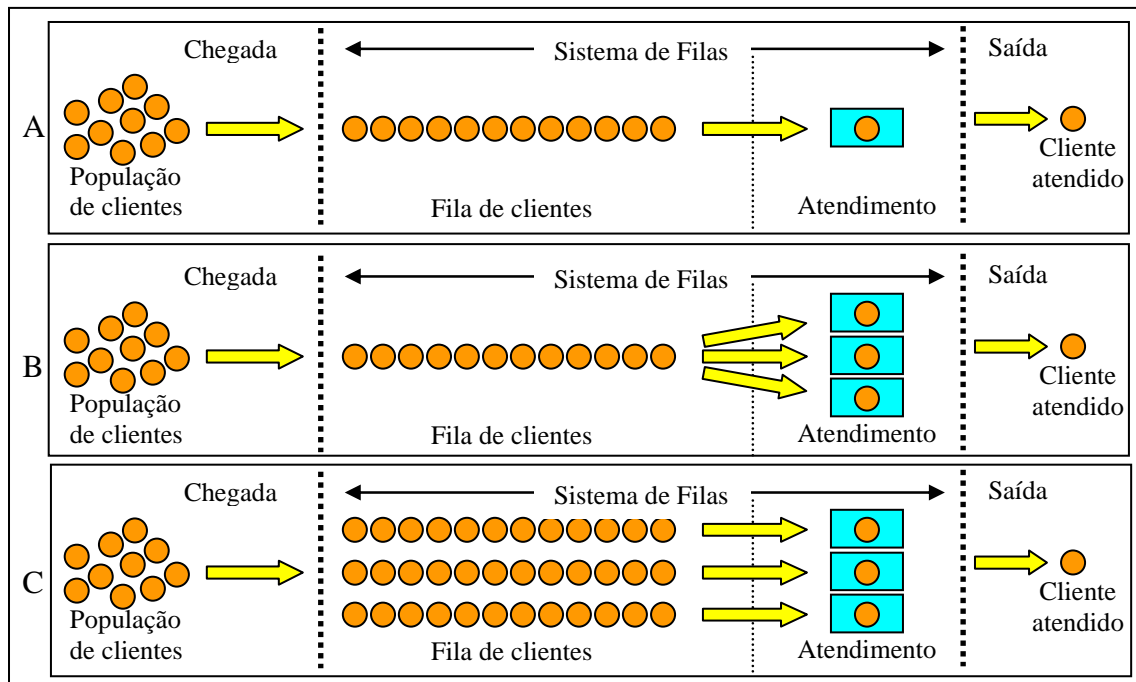 Chegada
Sistema de Filas
Saída
A
População
de clientes
Fila de clientes
Atendimento
Cliente
atendido
Chegada
Sistema de Filas
Saída
B
População
de clientes
Fila de clientes
Atendimento
Cliente
atendido
Chegada
Sistema de Filas
Saída
C
População
de clientes
Fila de clientes
Atendimento
Cliente
atendido